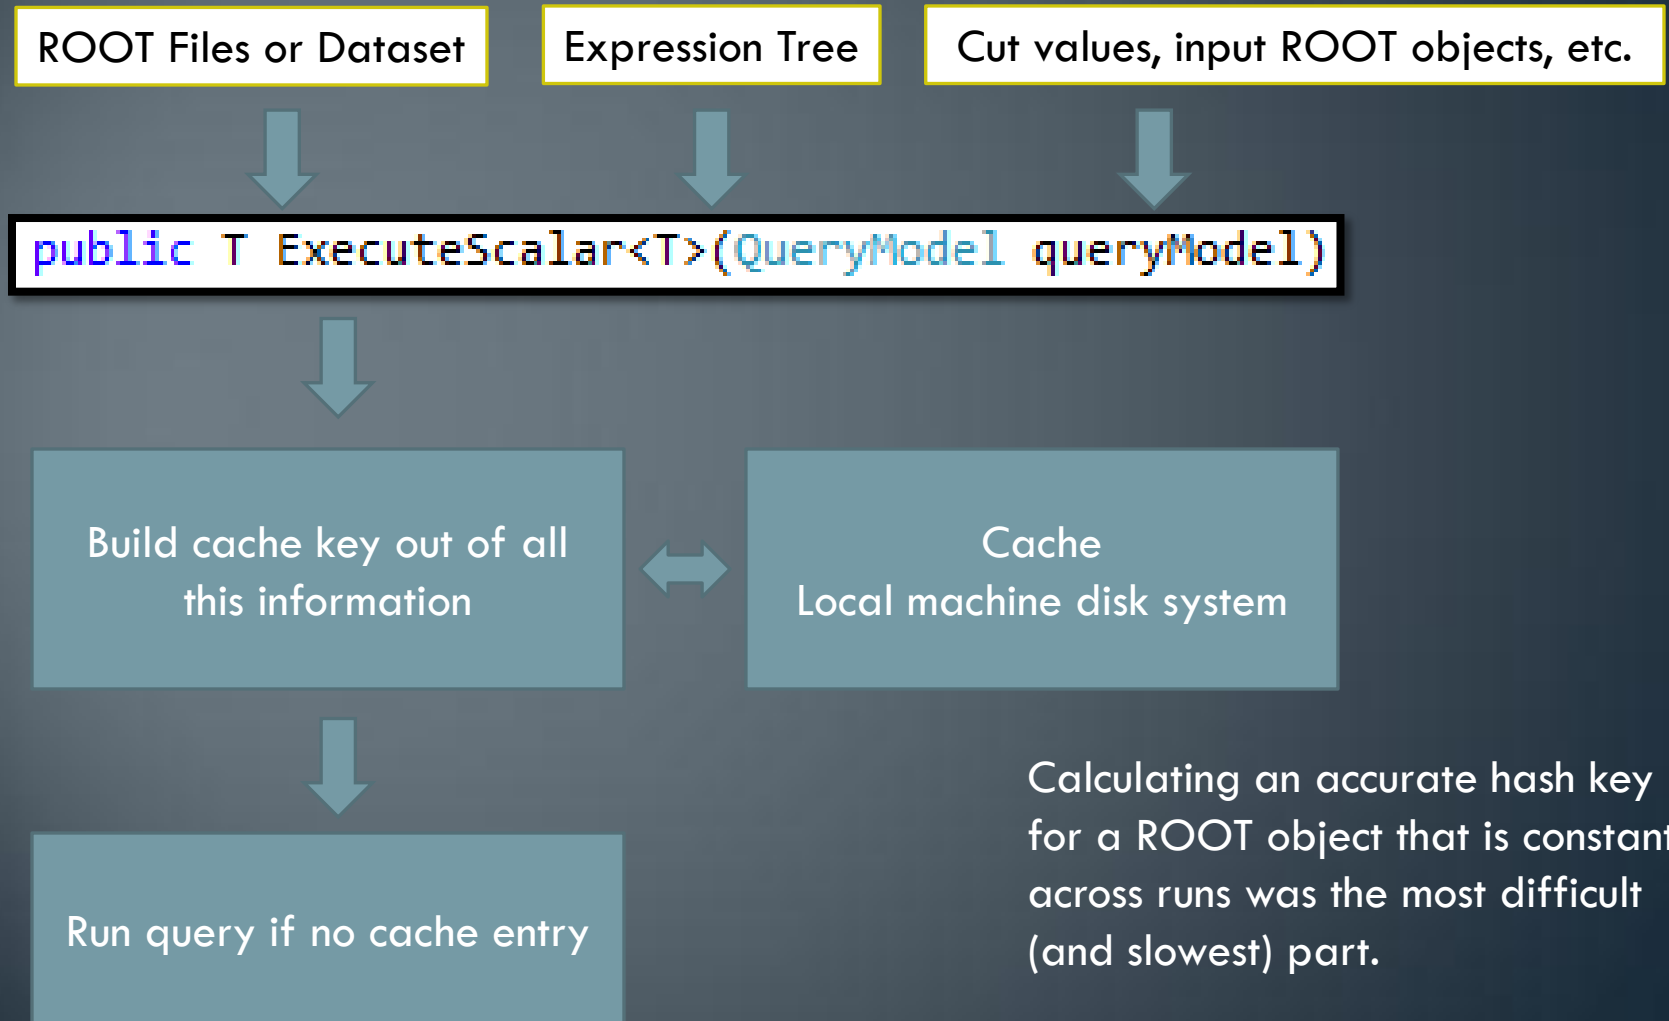 ROOT Files or Dataset
Expression Tree
Cut values, input ROOT objects, etc.
public T ExecuteScalar<T>(QueryModel queryModel)
Build cache key out of all
this information
Cache
Local machine disk system
Run query if no cache entry
Calculating an accurate hash key
for a ROOT object that is constant
across runs was the most difficult
(and slowest) part.